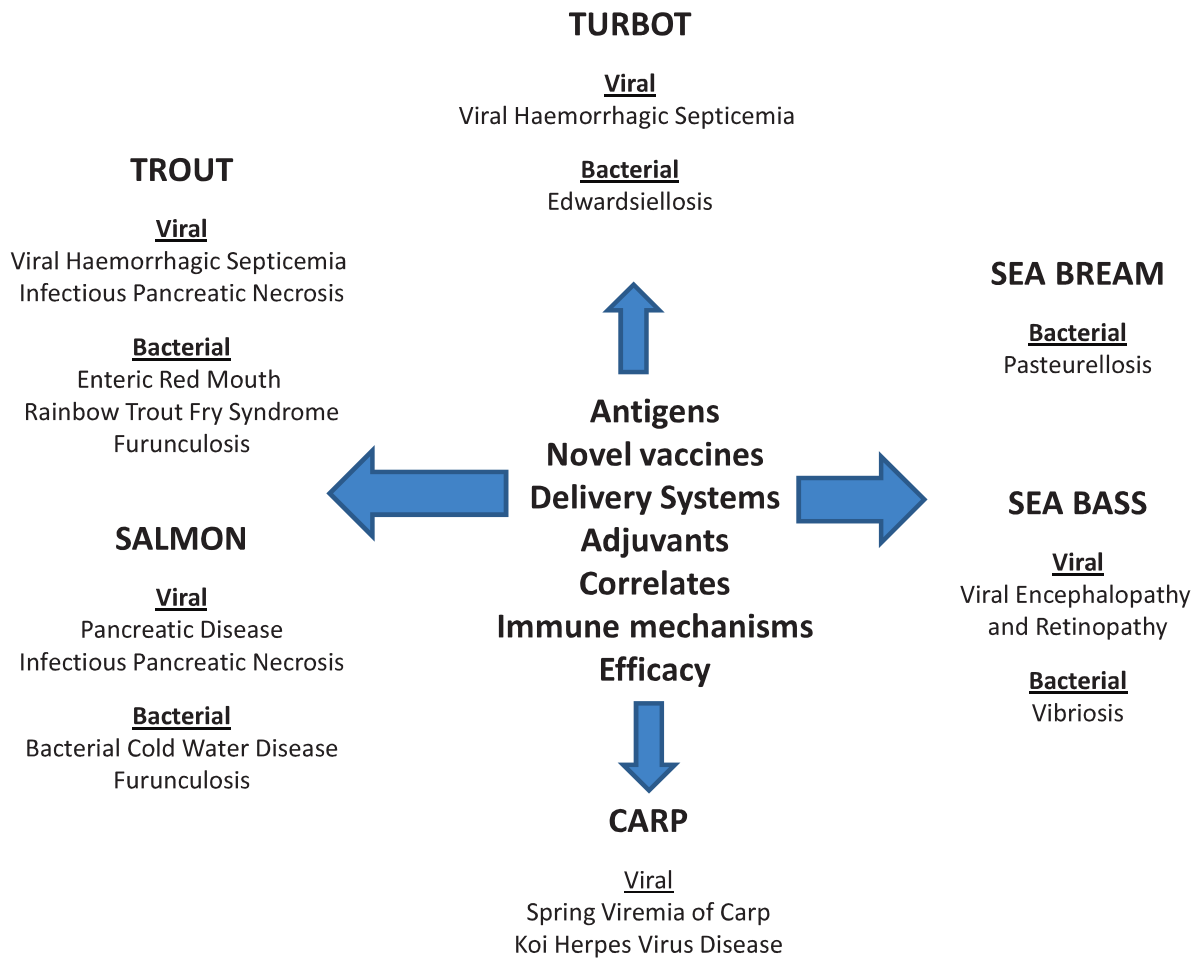 TURBOT
Viral
Viral Haemorrhagic Septicemia
Bacterial
Edwardsiellosis
TROUT
Viral
Viral Haemorrhagic Septicemia
Infectious Pancreatic Necrosis
Bacterial
Enteric Red Mouth
Rainbow Trout Fry Syndrome
Furunculosis
SALMON
Viral
Pancreatic Disease
Infectious Pancreatic Necrosis
Bacterial
Bacterial Cold Water Disease
Furunculosis
Antigens
Novel vaccines
Delivery Systems
Adjuvants
Correlates
Immune mechanisms
Efficacy
SEA BREAM
Bacterial
Pasteurellosis
SEA BASS
Viral
Viral Encephalopathy
and Retinopathy
Bacterial
Vibriosis
CARP
Viral
Spring Viremia of Carp
Koi Herpes Virus Disease